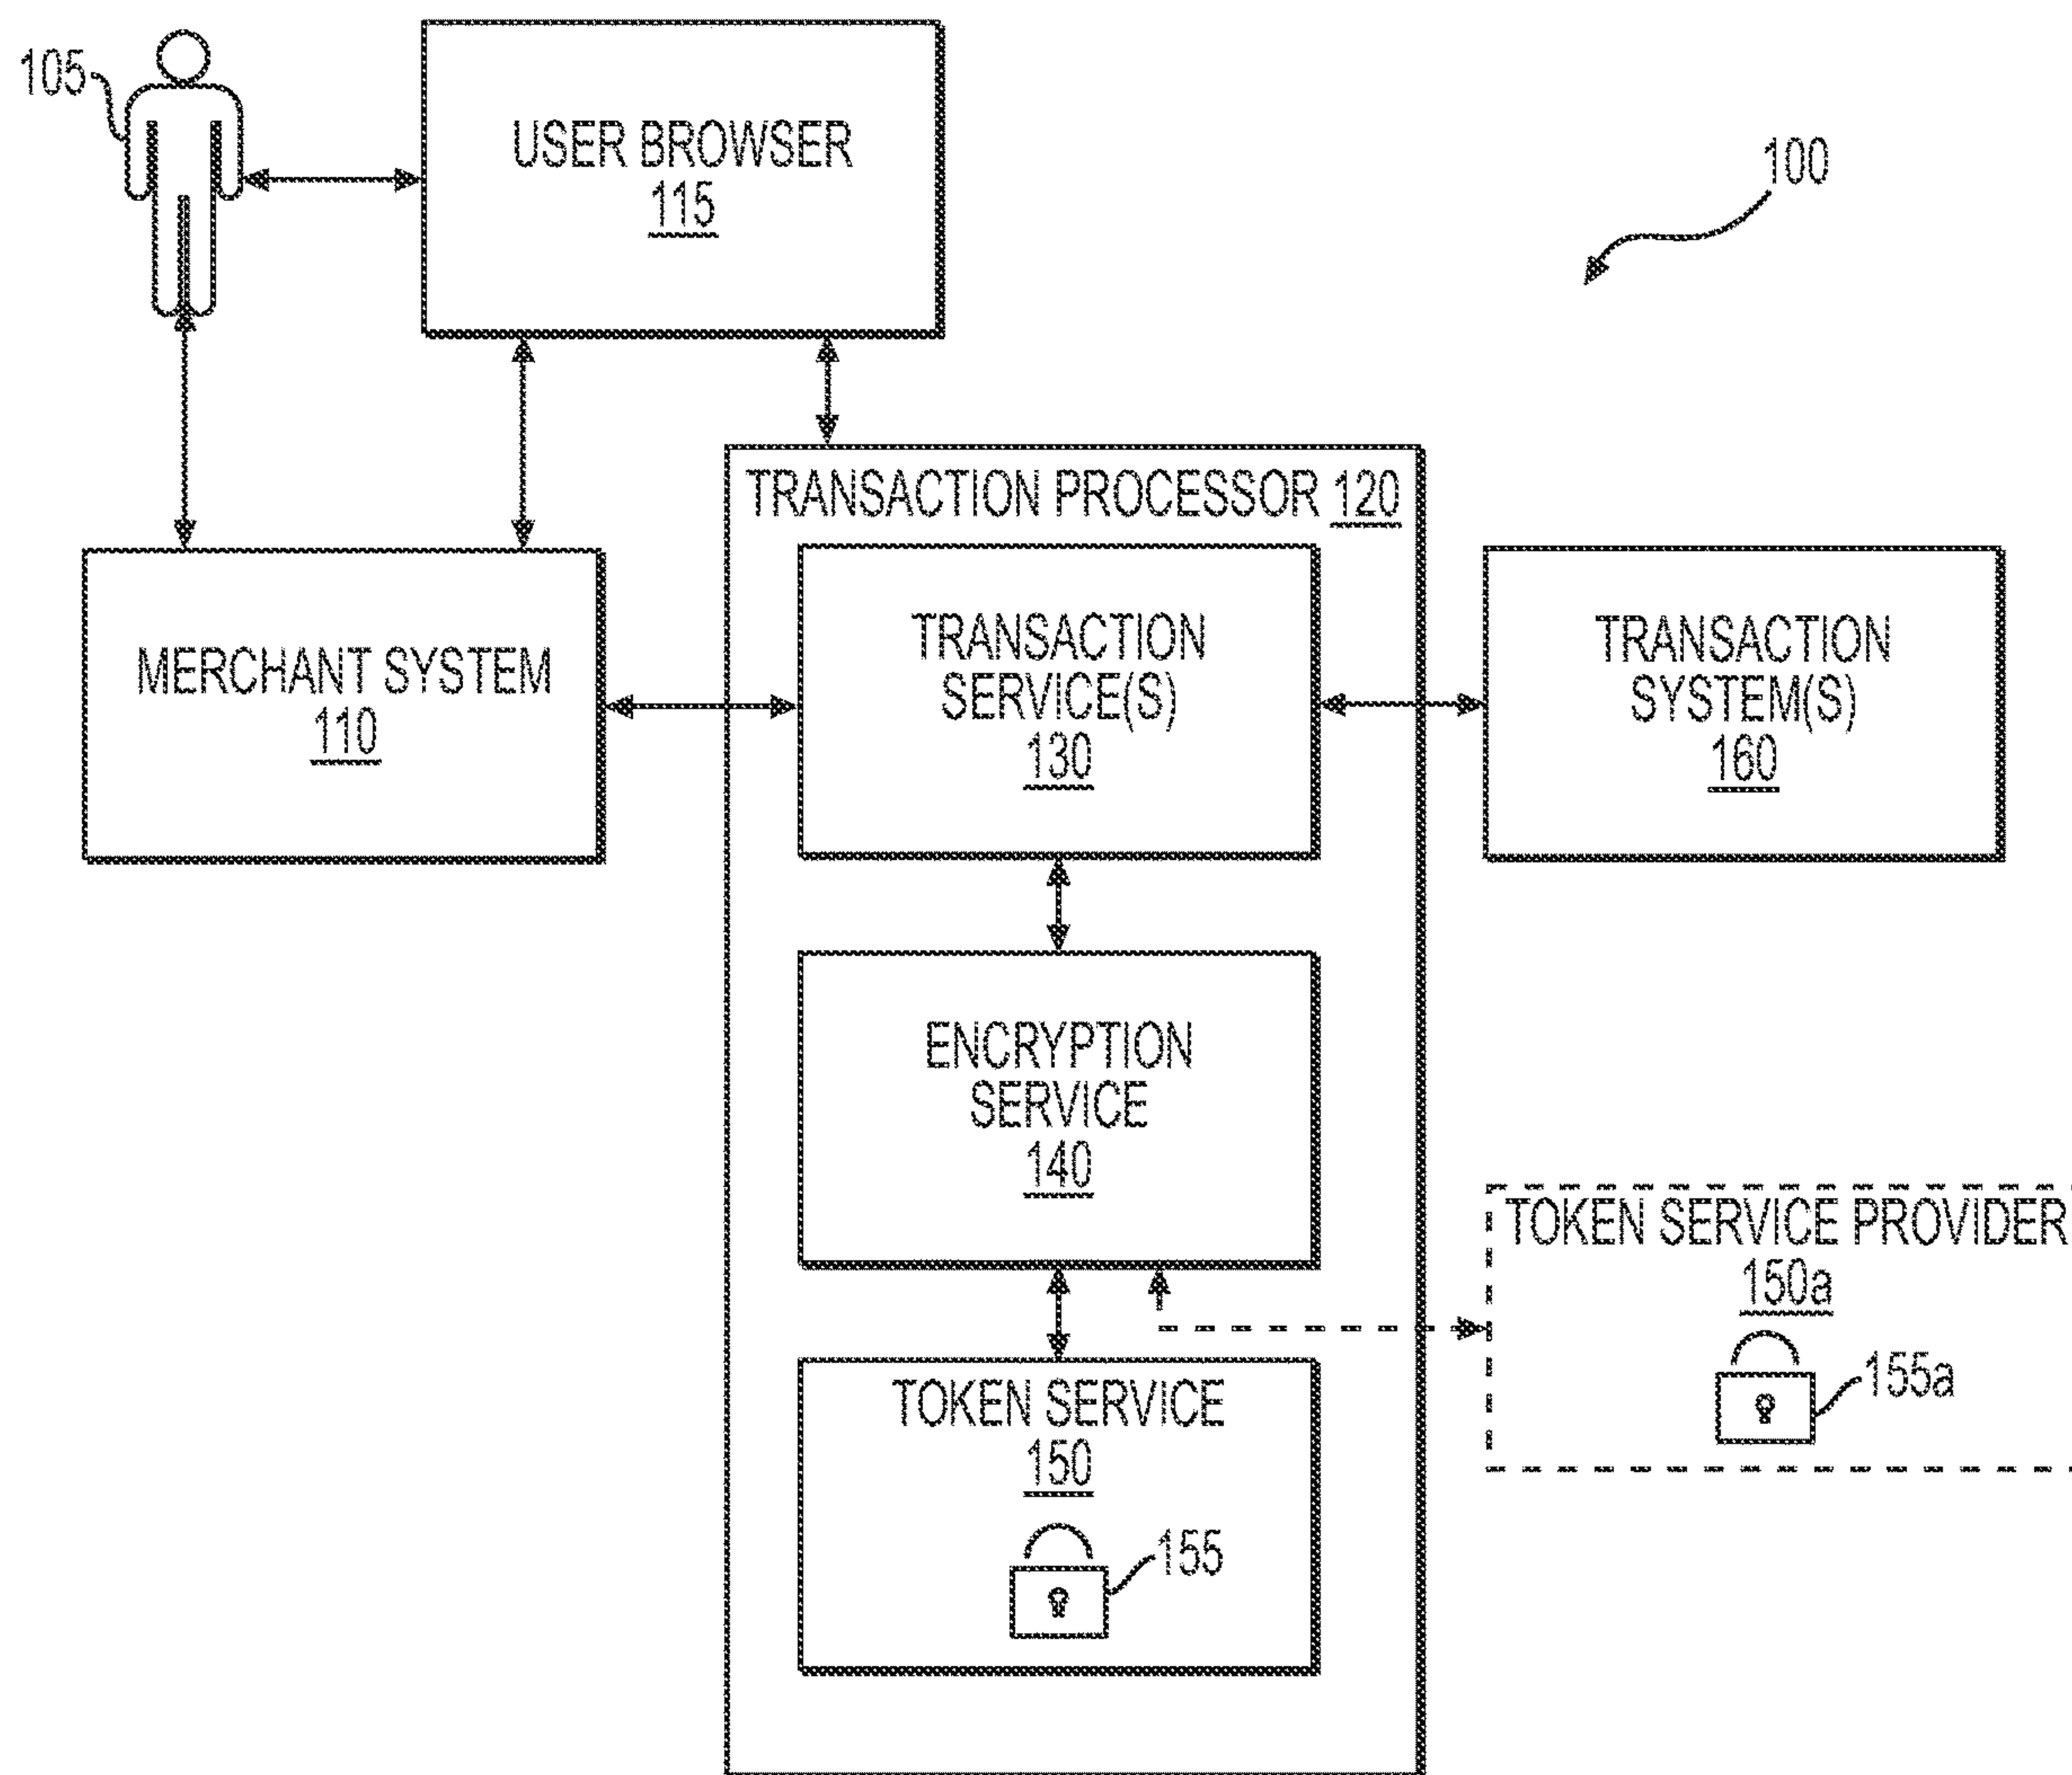 105
USER BROWSER
115
100
TRANSACTION PROCESSOR 120
MERCHANT SYSTEM
110
TRANSACTION
SERVICE(S)
130
TRANSACTION
SYSTEM(S)
160
ENCRYPTION
SERVICE
140
TOKEN SERVICE PROVIDER
150a
155a
TOKEN SERVICE
150
155